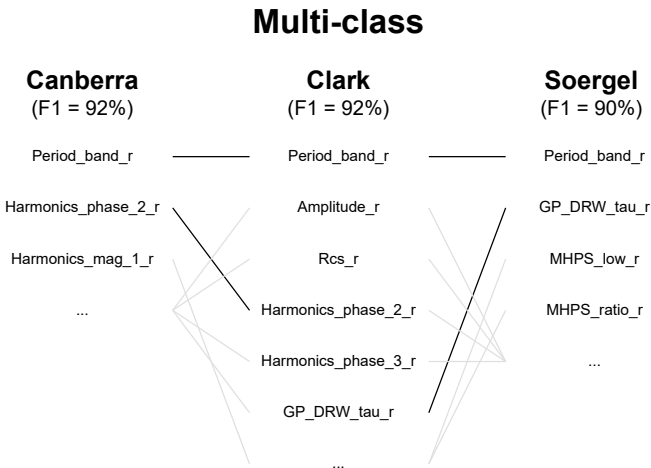 Multi-class
Canberra
(F1 = 92%)
Clark
(F1 = 92%)
Soergel
(F1 = 90%)
Period_band_r
Harmonics_phase_2_r
Harmonics_mag_1_r
...
Period_band_r
Amplitude_r
Rcs_r
Harmonics_phase_2_r
Harmonics_phase_3_r
GP_DRW_tau_r
...
Period_band_r
GP_DRW_tau_r
MHPS_low_r
MHPS_ratio_r
...